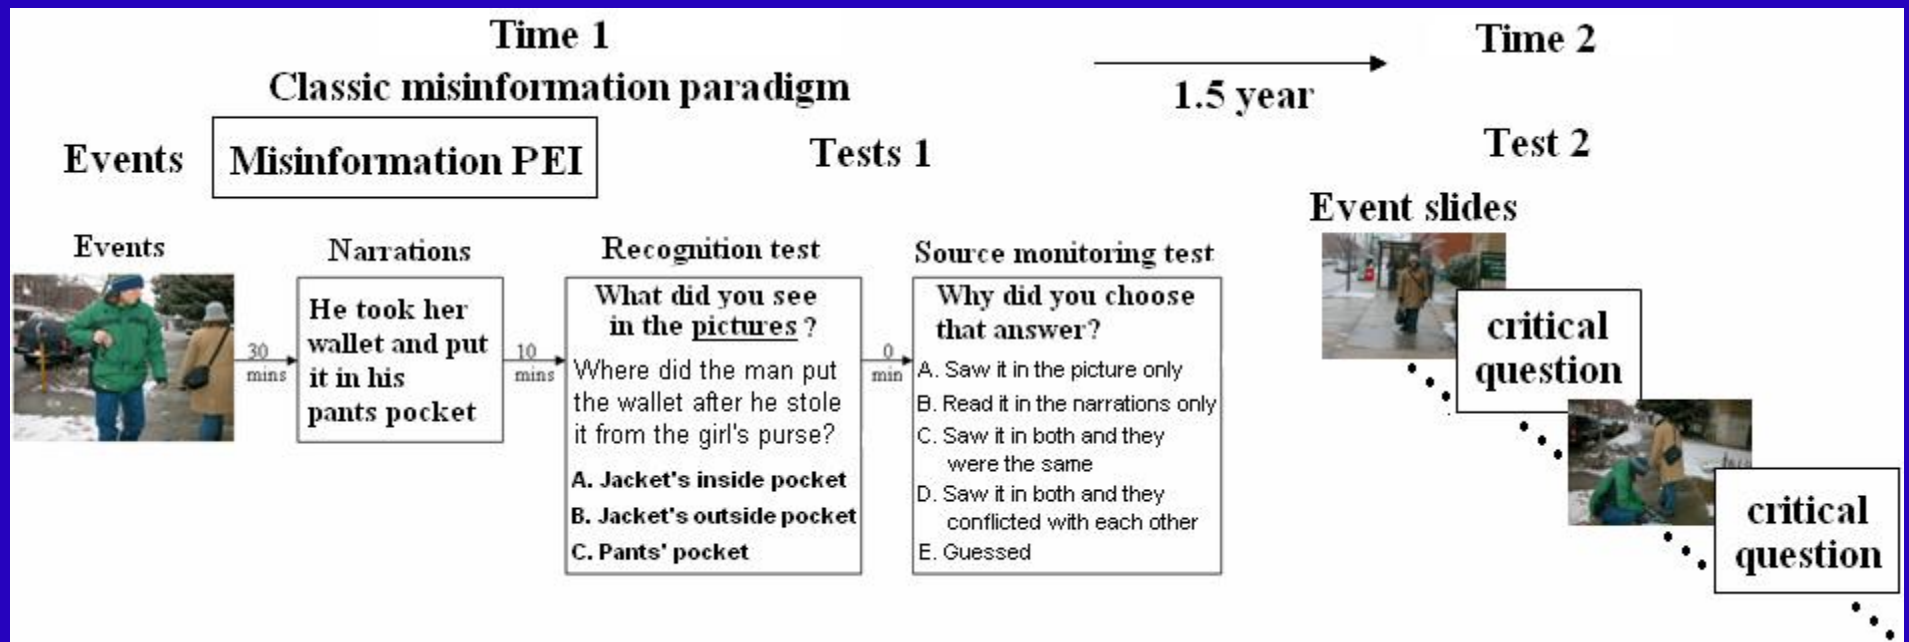 Time 1
Classic misinformation paradigm
1.5 year
Time 2
Events
Misinformation PEI
Tests 1
Test 2
Events
30
mins
Narrations
He took her
wallet and put
it in his
pants pocket
10
mins
Recognition test
What did you see
in the pictures ?
Where did the man put
the wallet after he stole
it from the girl's purse?
A. Jacket's inside pocket
B. Jacket's outside pocket
C. Pants' pocket
0
min
Source monitoring test
Why did you choose
that answer?
A. Saw it in the picture only
B. Read it in the narrations only
C. Saw it in both and they
were the same
D. Saw it in both and they
conflicted with each other
E. Guessed
Event slides
critical
question
critical
question